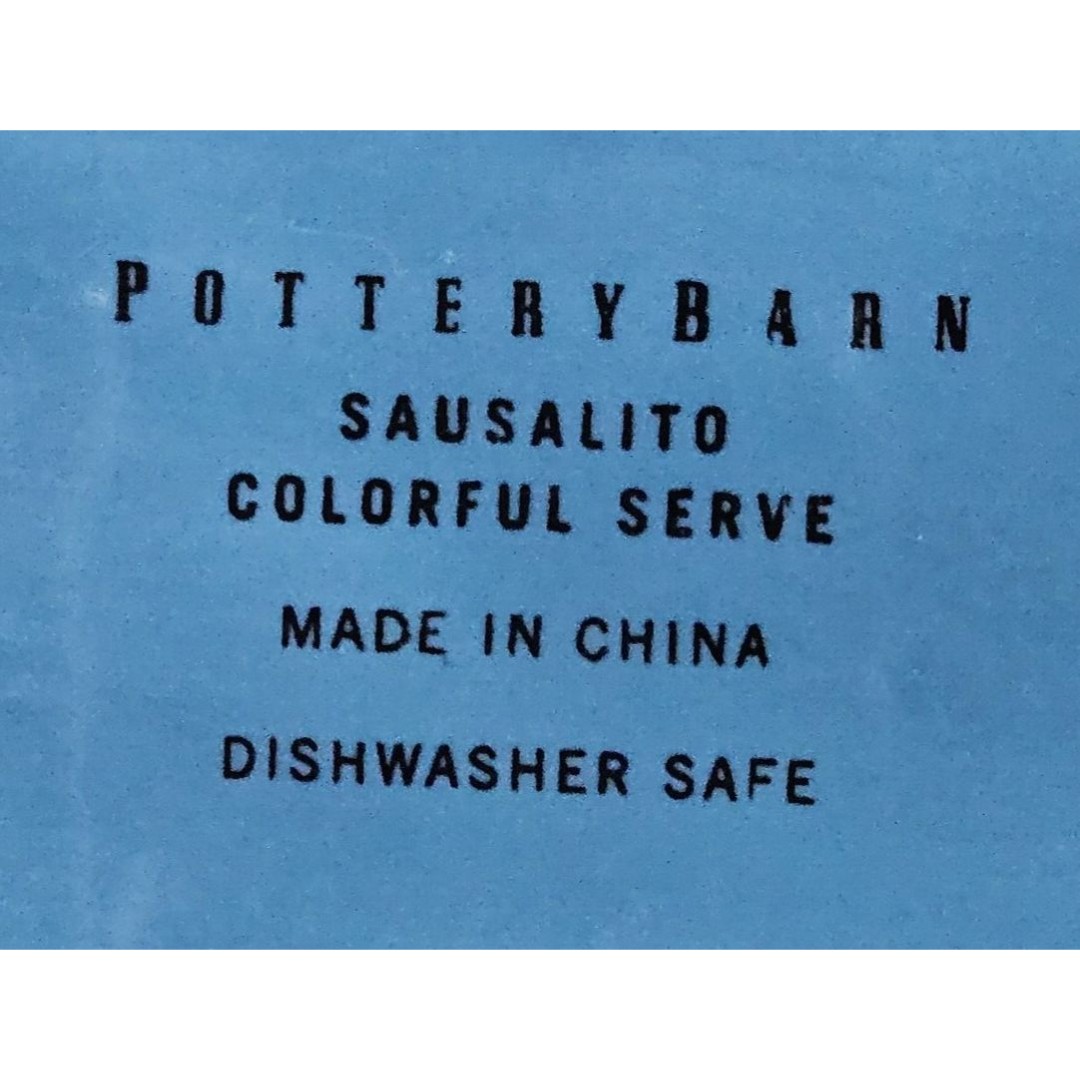 POTTERYBARN
SAUSALITO
COLORFUL SERVE
MADE IN CHINA
DISHWASHER SAFE